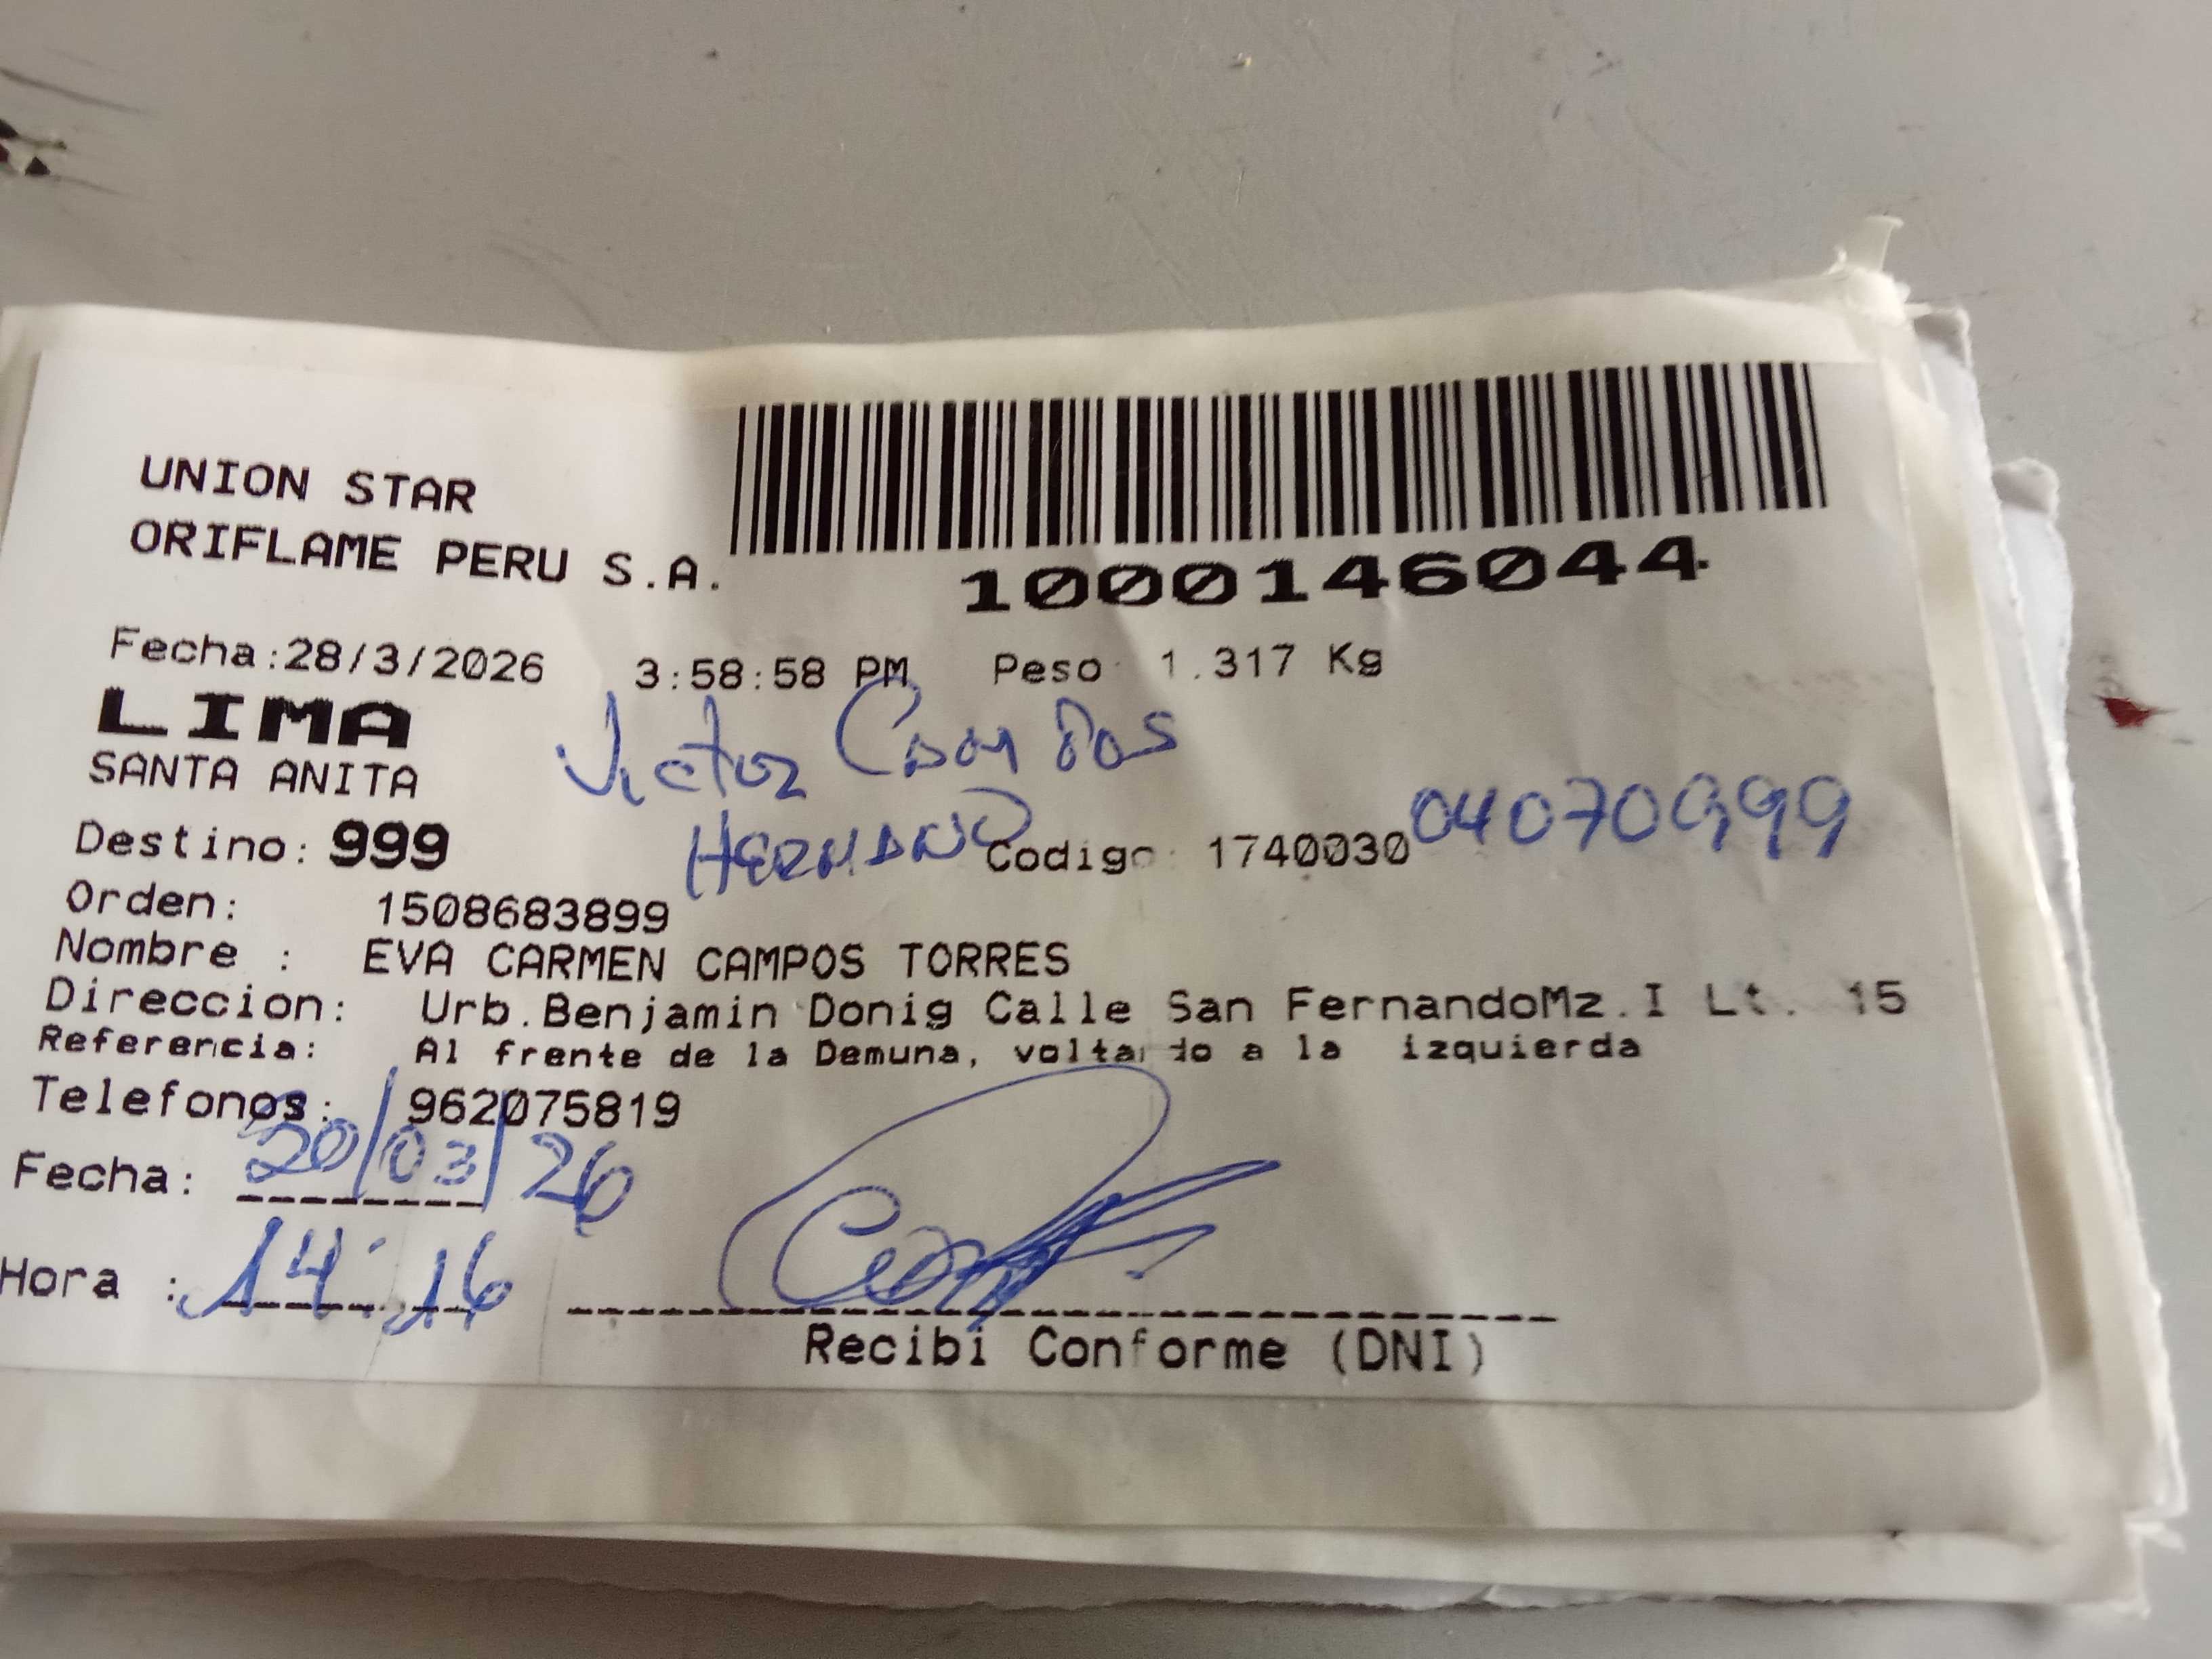 UNION STAR
ORIFLAME PERU S.A.
1000146044
Fecha:28/3/2026 3:58:58 PM Peso: 1.317 Kg
LIMA
Victor Campos
SANTA ANITA
HERMANO
04070999
Destino: 999 Codigo: 1740030
Orden: 1508683899
Nombre : EVA CARMEN CAMPOS TORRES
Direccion: Urb.Benjamin Donig Calle San FernandoMz.I Lt. 15
Referencia: Al frente de la Demuna, voltando a la izquierda
Telefonos: 962075819
Fecha: 20/03/26
Hora : 14:16
Recibi Conforme (DNI)